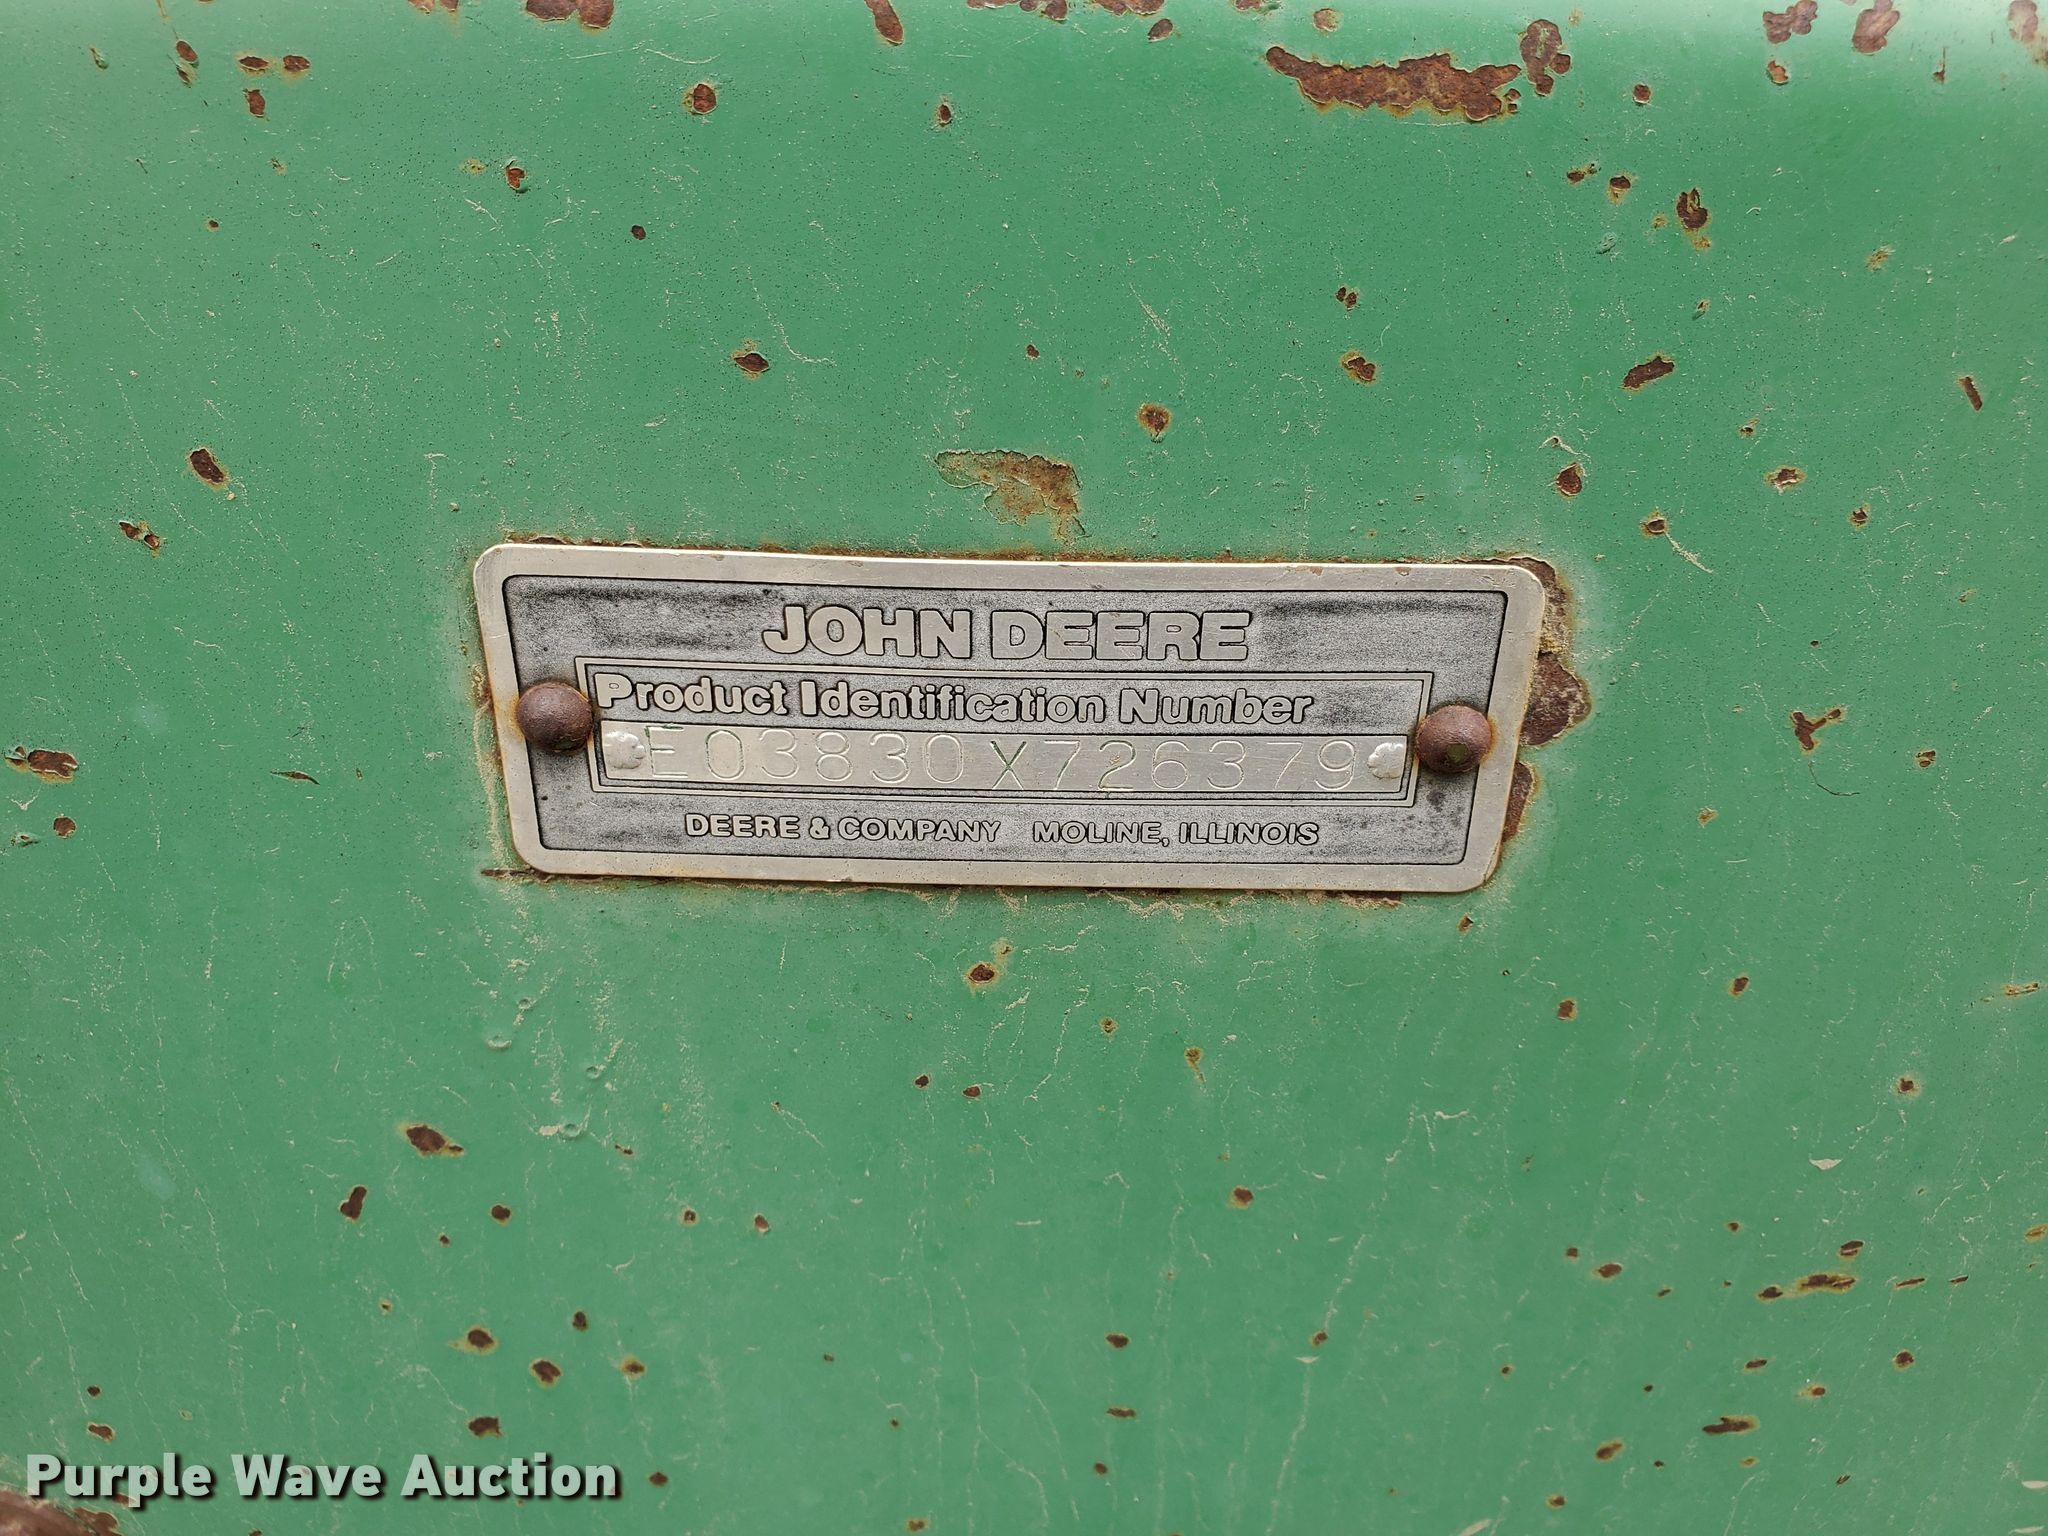 JOHN DEERE
Product Identification Number
E03830X726379
DEERE & COMPANY MOLINE, ILLINOIS
Purple Wave Auction